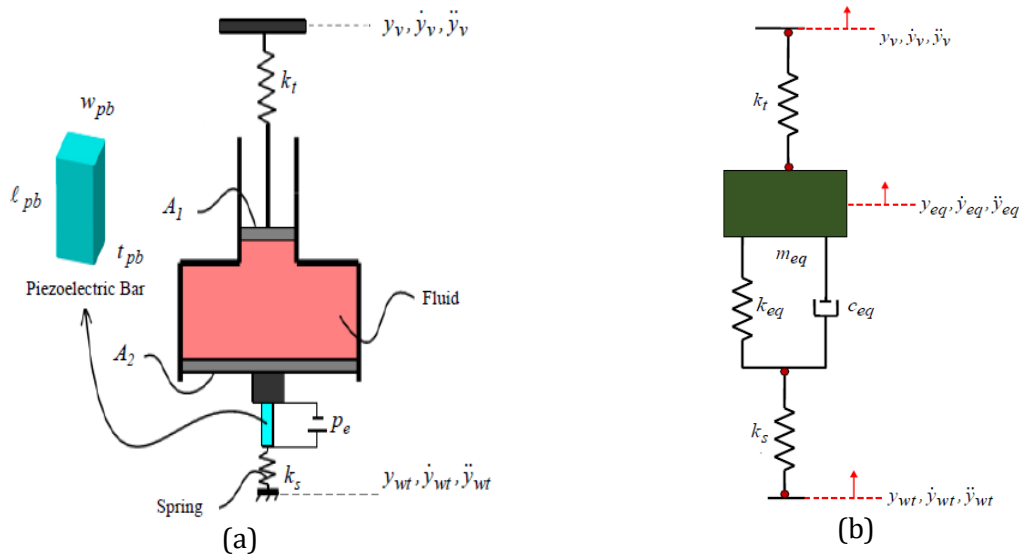 y_v, ẏ_v, ÿ_v
k_t
w_pb
ℓ_pb
A_1
t_pb
Piezoelectric Bar
Fluid
A_2
p_e
k_s
y_wt, ẏ_wt, ÿ_wt
Spring
(a)
y_v, ẏ_v, ÿ_v
k_t
y_eq, ẏ_eq, ÿ_eq
m_eq
k_eq
c_eq
k_s
y_wt, ẏ_wt, ÿ_wt
(b)